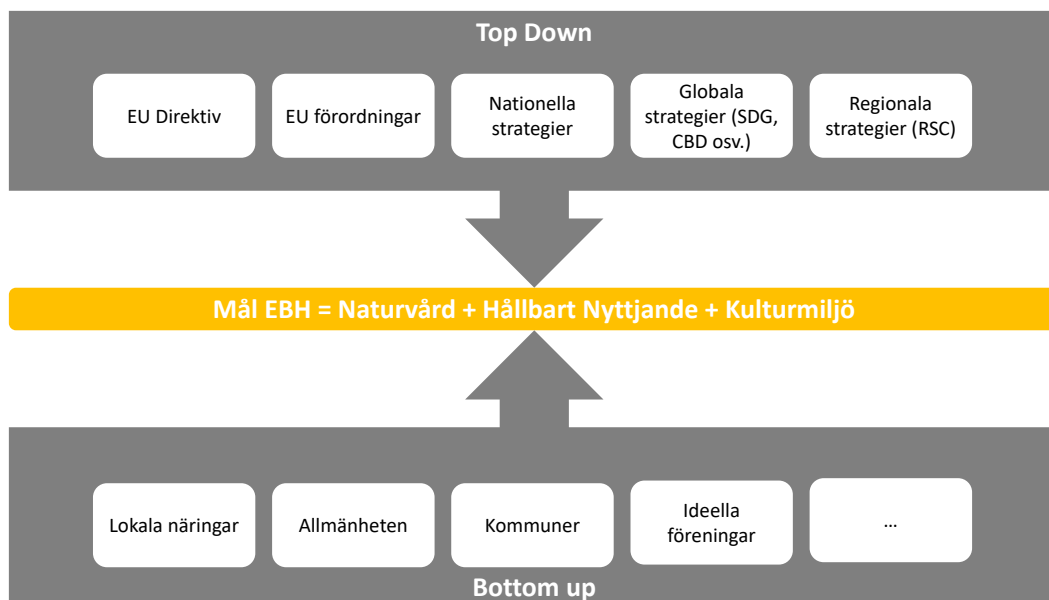 Top Down
EU Direktiv
EU förordningar
Nationella
strategier
Globala
strategier (SDG,
CBD osv.)
Regionala
strategier (RSC)
Mål EBH = Naturvård + Hållbart Nyttjande + Kulturmiljö
Lokala näringar
Allmänheten
Kommuner
Ideella
föreningar
...
Bottom up